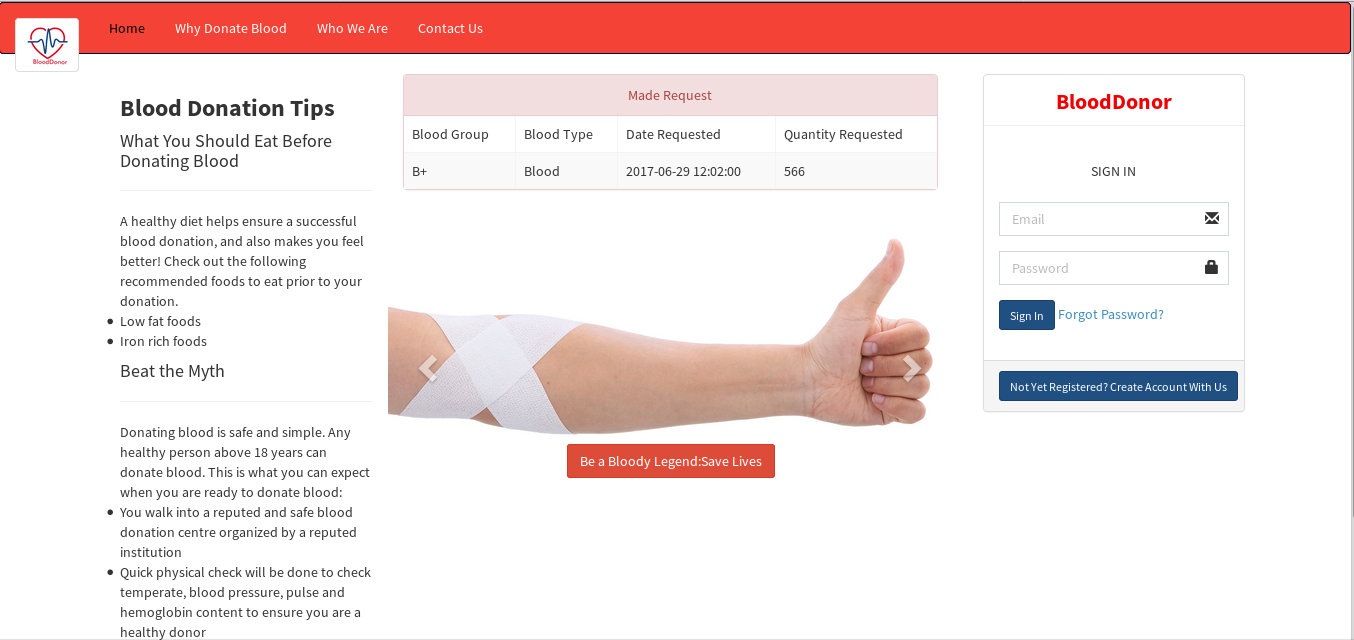 BloodDonor
Home
Why Donate Blood
Who We Are
Contact Us
Blood Donation Tips
What You Should Eat Before
Donating Blood
A healthy diet helps ensure a successful
blood donation, and also makes you feel
better! Check out the following
recommended foods to eat prior to your
donation.
Low fat foods
Iron rich foods
Beat the Myth
Donating blood is safe and simple. Any
healthy person above 18 years can
donate blood. This is what you can expect
when you are ready to donate blood:
You walk into a reputed and safe blood
donation centre organized by a reputed
institution
Quick physical check will be done to check
temperate, blood pressure, pulse and
hemoglobin content to ensure you are a
healthy donor
Made Request
Blood Group Blood Type Date Requested Quantity Requested
B+ Blood 2017-06-29 12:02:00 566
Be a Bloody Legend:Save Lives
BloodDonor
SIGN IN
Email
Password
Sign In Forgot Password?
Not Yet Registered? Create Account With Us